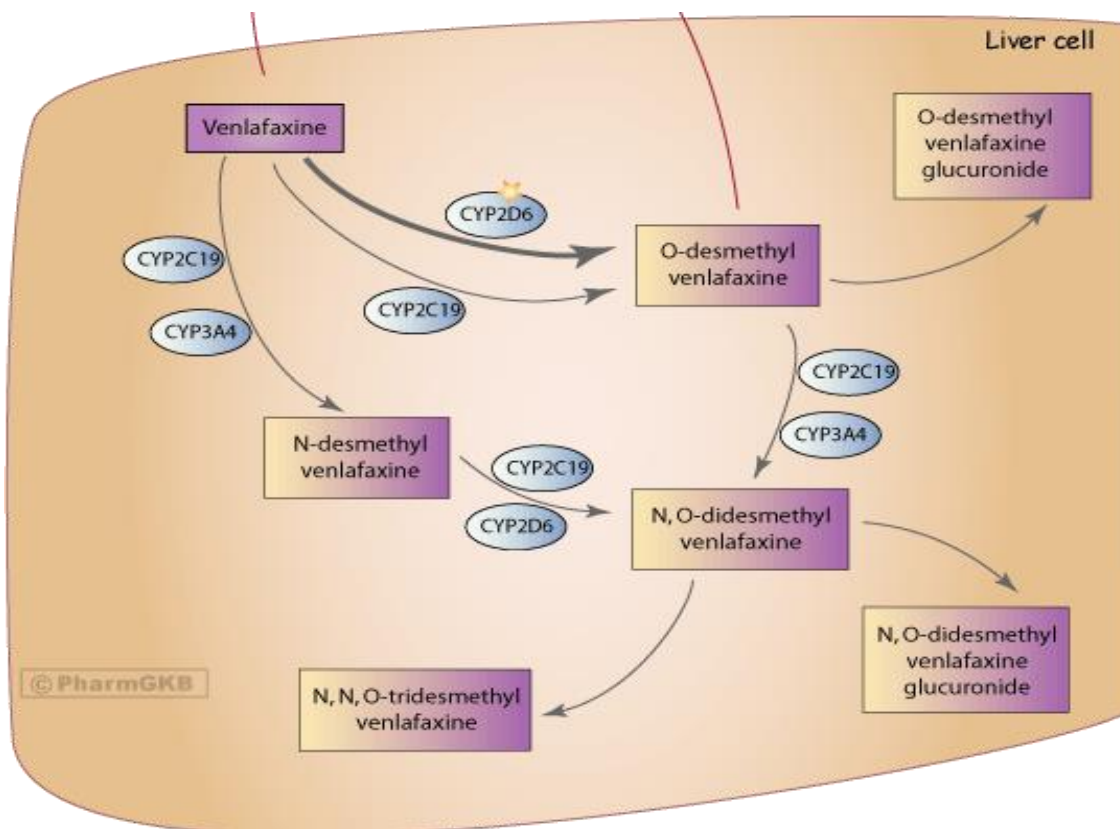 Liver cell
Venlafaxine
O-desmethyl
venlafaxine
glucuronide
CYP2D6
CYP2C19
O-desmethyl
venlafaxine
CYP2C19
CYP3A4
CYP2C19
CYP3A4
N-desmethyl
venlafaxine
CYP2C19
CYP2D6
N,O-didesmethyl
venlafaxine
N,O-didesmethyl
venlafaxine
glucuronide
© PharmGKB
N,N,O-tridesmethyl
venlafaxine